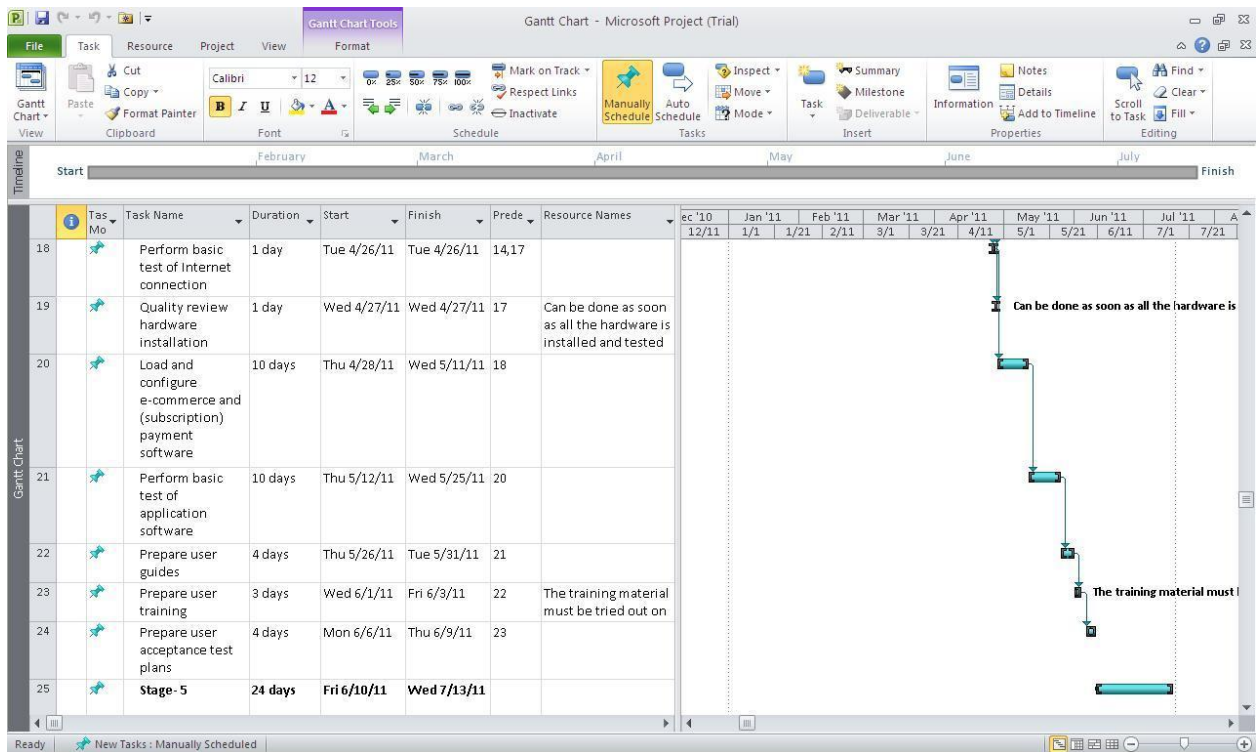 Gantt Chart Tools
Gantt Chart - Microsoft Project (Trial)
File Task Resource Project View Format
Gantt Chart
View
Paste
Cut
Copy
Format Painter
Clipboard
Calibri 12
B I U A
Font
0% 25% 50% 75% 100%
Mark on Track
Respect Links
Inactivate
Schedule
Manually Schedule
Auto Schedule
Inspect
Move
Mode
Tasks
Task
Summary
Milestone
Deliverable
Insert
Information
Notes
Details
Add to Timeline
Properties
Scroll to Task
Find
Clear
Fill
Editing
Timeline
February March April May June July
Start Finish
Gantt Chart
Tas Mo Task Name Duration Start Finish Prede Resource Names
ec '10 Jan '11 Feb '11 Mar '11 Apr '11 May '11 Jun '11 Jul '11 A
12/11 1/1 1/21 2/11 3/1 3/21 4/11 5/1 5/21 6/11 7/1 7/21
18 Perform basic 1 day Tue 4/26/11 Tue 4/26/11 14,17
test of Internet
connection
19 Quality review 1 day Wed 4/27/11 Wed 4/27/11 17 Can be done as soon Can be done as soon as all the hardware is
hardware as all the hardware is
installation installed and tested
20 Load and 10 days Thu 4/28/11 Wed 5/11/11 18
configure
e-commerce and
(subscription)
payment
software
21 Perform basic 10 days Thu 5/12/11 Wed 5/25/11 20
test of
application
software
22 Prepare user 4 days Thu 5/26/11 Tue 5/31/11 21
guides
23 Prepare user 3 days Wed 6/1/11 Fri 6/3/11 22 The training material The training material must
training must be tried out on
24 Prepare user 4 days Mon 6/6/11 Thu 6/9/11 23
acceptance test
plans
25 Stage- 5 24 days Fri 6/10/11 Wed 7/13/11
Ready New Tasks : Manually Scheduled